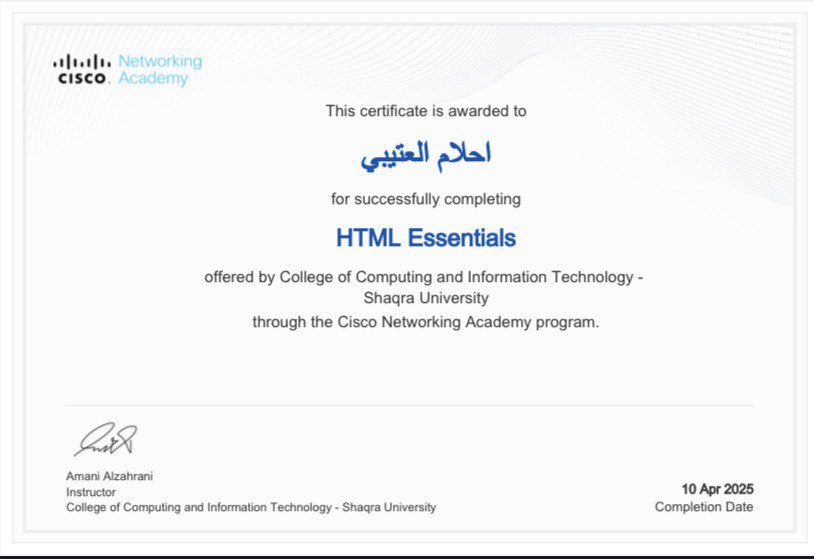 Networking
CISCO. Academy
This certificate is awarded to
احلام العتيبي
for successfully completing
HTML Essentials
offered by College of Computing and Information Technology -
Shaqra University
through the Cisco Networking Academy program.
Amani Alzahrani
Instructor
College of Computing and Information Technology - Shaqra University
10 Apr 2025
Completion Date